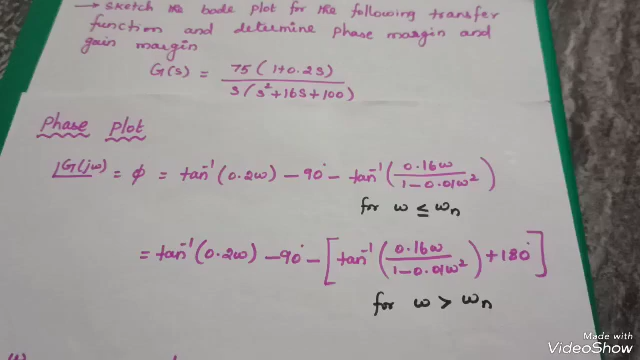 → sketch the bode plot for the following transfer
function and determine phase margin and
gain margin
G(s) = 75(1+0.2s) / s(s²+16s+100)
Phase Plot
∠G(jω) = ϕ = tan⁻¹(0.2ω) − 90° − tan⁻¹(0.16ω / 1−0.01ω²)
for ω ≤ ωn
= tan⁻¹(0.2ω) − 90° − [tan⁻¹(0.16ω / 1−0.01ω²) + 180°]
for ω > ωn
Made with
VideoShow